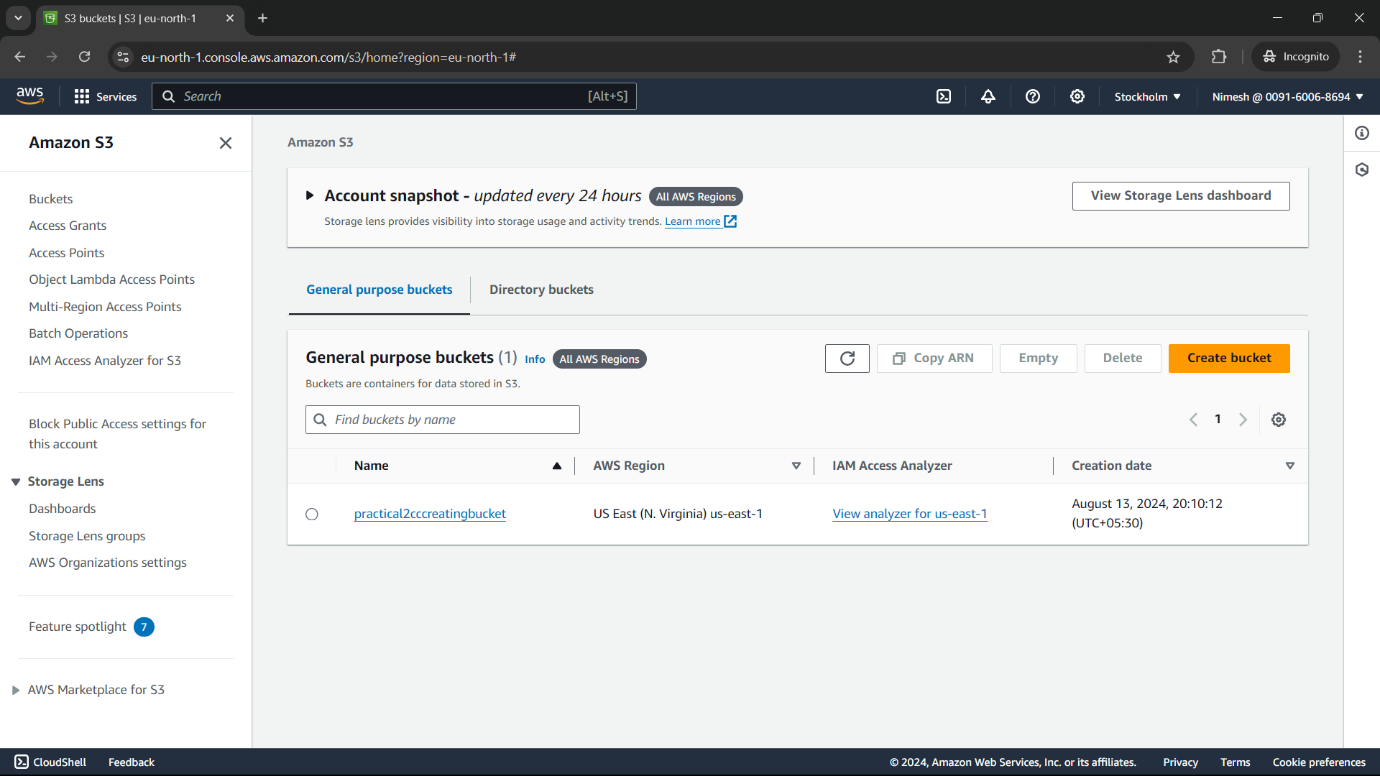 S3 buckets | S3 | eu-north-1
eu-north-1.console.aws.amazon.com/s3/home?region=eu-north-1#
Incognito
aws
Services
Search
[Alt+S]
Stockholm
Nimesh @ 0091-6006-8694
Amazon S3
Buckets
Access Grants
Access Points
Object Lambda Access Points
Multi-Region Access Points
Batch Operations
IAM Access Analyzer for S3
Block Public Access settings for
this account
Storage Lens
Dashboards
Storage Lens groups
AWS Organizations settings
Feature spotlight 7
AWS Marketplace for S3
Amazon S3
Account snapshot - updated every 24 hours All AWS Regions
Storage lens provides visibility into storage usage and activity trends. Learn more
View Storage Lens dashboard
General purpose buckets
Directory buckets
General purpose buckets (1) Info All AWS Regions
Buckets are containers for data stored in S3.
Copy ARN
Empty
Delete
Create bucket
Find buckets by name
1
Name
AWS Region
IAM Access Analyzer
Creation date
practical2cccreatingbucket
US East (N. Virginia) us-east-1
View analyzer for us-east-1
August 13, 2024, 20:10:12
(UTC+05:30)
CloudShell
Feedback
© 2024, Amazon Web Services, Inc. or its affiliates.
Privacy
Terms
Cookie preferences